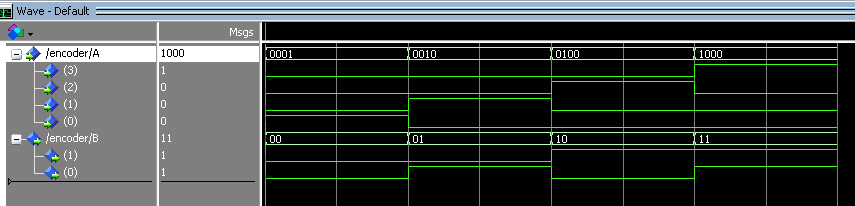 Wave - Default
Msgs
/encoder/A 1000 0001 0010 0100 1000
(3) 1
(2) 0
(1) 0
(0) 0
/encoder/B 11 00 01 10 11
(1) 1
(0) 1